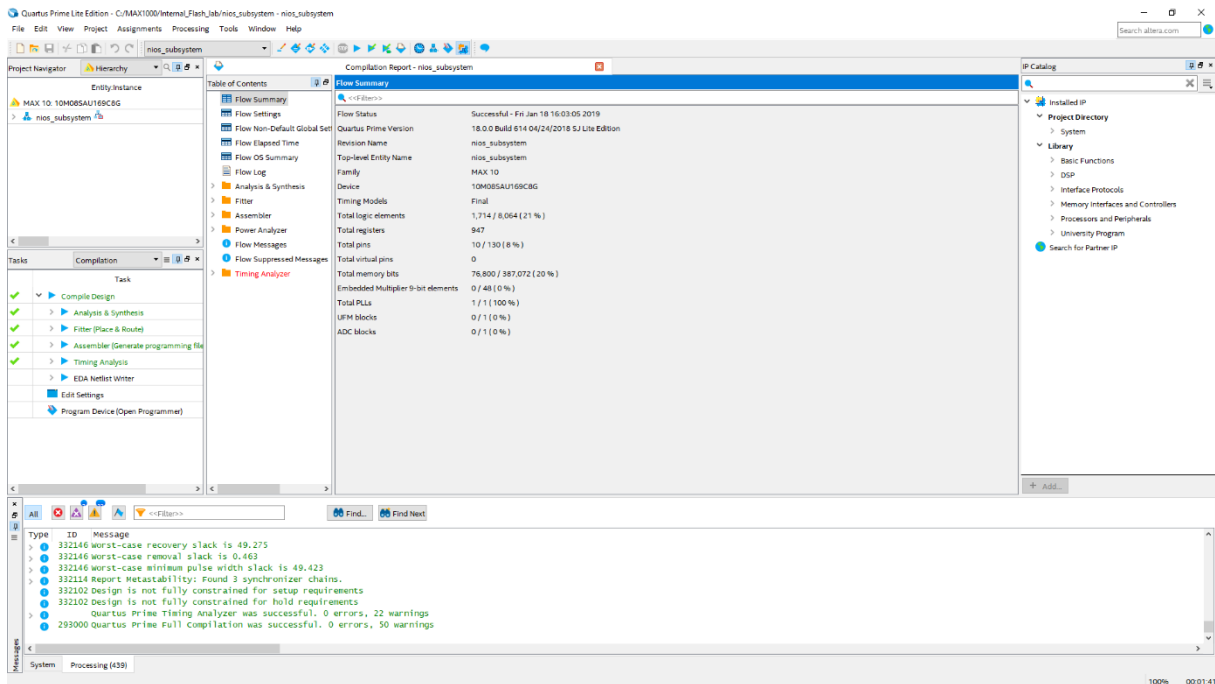 Quartus Prime Lite Edition - C:/MAX1000/Internal_Flash_lab/nios_subsystem - nios_subsystem
File Edit View Project Assignments Processing Tools Window Help
Search altera.com
nios_subsystem
Project Navigator Hierarchy
Entity:Instance
MAX 10: 10M08SAU169C8G
nios_subsystem
Tasks Compilation
Task
Compile Design
Analysis & Synthesis
Fitter (Place & Route)
Assembler (Generate programming file
Timing Analysis
EDA Netlist Writer
Edit Settings
Program Device (Open Programmer)
Compilation Report - nios_subsystem
Table of Contents
Flow Summary
Flow Settings
Flow Non-Default Global Sett
Flow Elapsed Time
Flow OS Summary
Flow Log
Analysis & Synthesis
Fitter
Assembler
Power Analyzer
Flow Messages
Flow Suppressed Messages
Timing Analyzer
Flow Summary
<<Filter>>
Flow Status Successful - Fri Jan 18 16:03:05 2019
Quartus Prime Version 18.0.0 Build 614 04/24/2018 SJ Lite Edition
Revision Name nios_subsystem
Top-level Entity Name nios_subsystem
Family MAX 10
Device 10M08SAU169C8G
Timing Models Final
Total logic elements 1,714 / 8,064 ( 21 % )
Total registers 947
Total pins 10 / 130 ( 8 % )
Total virtual pins 0
Total memory bits 76,800 / 387,072 ( 20 % )
Embedded Multiplier 9-bit elements 0 / 48 ( 0 % )
Total PLLs 1 / 1 ( 100 % )
UFM blocks 0 / 1 ( 0 % )
ADC blocks 0 / 1 ( 0 % )
IP Catalog
Installed IP
Project Directory
System
Library
Basic Functions
DSP
Interface Protocols
Memory Interfaces and Controllers
Processors and Peripherals
University Program
Search for Partner IP
+ Add...
All <<Filter>> Find... Find Next
Type ID Message
332146 Worst-case recovery slack is 49.275
332146 Worst-case removal slack is 0.463
332146 Worst-case minimum pulse width slack is 49.423
332114 Report Metastability: Found 3 synchronizer chains.
332102 Design is not fully constrained for setup requirements
332102 Design is not fully constrained for hold requirements
Quartus Prime Timing Analyzer was successful. 0 errors, 22 warnings
293000 Quartus Prime Full Compilation was successful. 0 errors, 50 warnings
Messages
System Processing (439)
100% 00:01:41